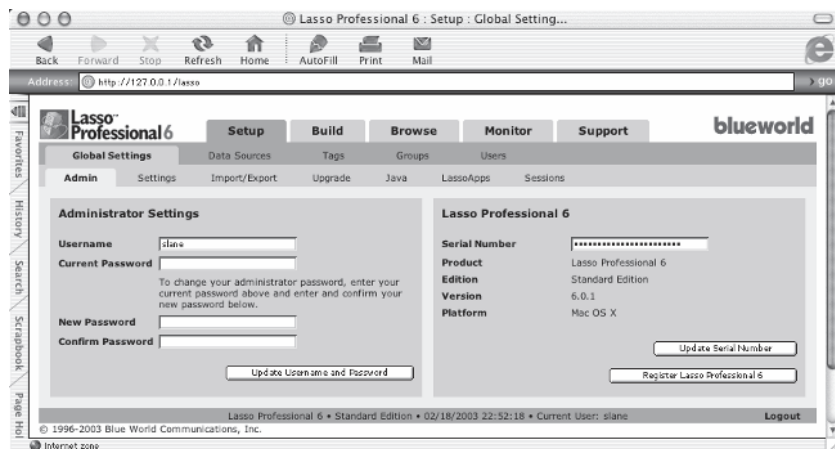 Lasso Professional 6 : Setup : Global Setting...
Back Forward Stop Refresh Home AutoFill Print Mail
Address: http://127.0.0.1/lasso go
Favorites
History
Search
Scrapbook
Page Hol
Lasso Professional 6
Setup Build Browse Monitor Support
blueworld
Global Settings Data Sources Tags Groups Users
Admin Settings Import/Export Upgrade Java LassoApps Sessions
Administrator Settings
Username slane
Current Password
To change your administrator password, enter your
current password above and enter and confirm your
new password below.
New Password
Confirm Password
Update Username and Password
Lasso Professional 6
Serial Number
Product Lasso Professional 6
Edition Standard Edition
Version 6.0.1
Platform Mac OS X
Update Serial Number
Register Lasso Professional 6
Lasso Professional 6 • Standard Edition • 02/18/2003 22:52:18 • Current User: slane Logout
© 1996-2003 Blue World Communications, Inc.
Internet zone